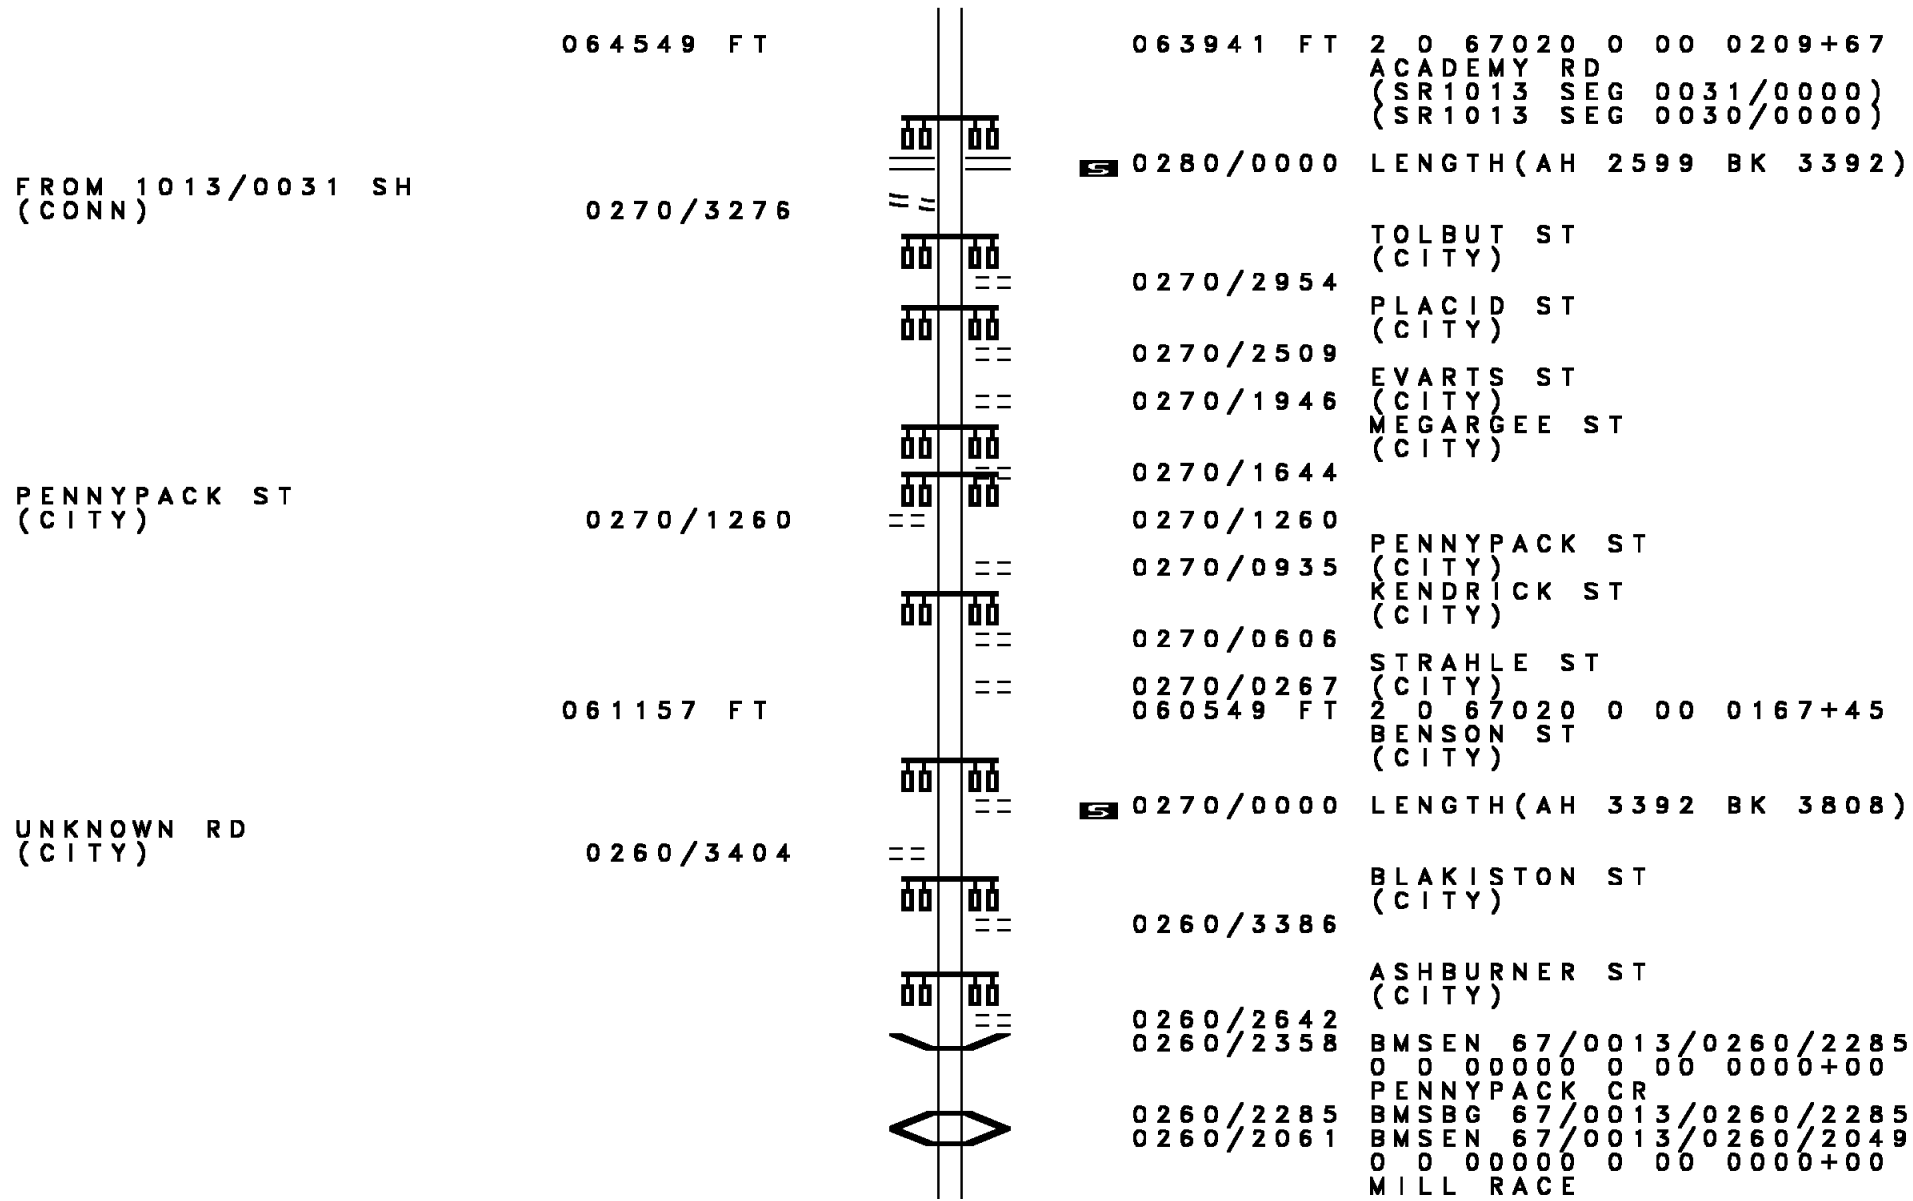 064549 FT 063941 FT 2 0 67020 0 00 0209+67
ACADEMY RD
(SR1013 SEG 0031/0000)
(SR1013 SEG 0030/0000)
S 0280/0000 LENGTH(AH 2599 BK 3392)
FROM 1013/0031 SH
(CONN) 0270/3276
TOLBUT ST
(CITY)
0270/2954
PLACID ST
(CITY)
0270/2509
EVARTS ST
0270/1946 (CITY)
MEGARGEE ST
(CITY)
0270/1644
PENNYPACK ST
(CITY) 0270/1260 0270/1260
PENNYPACK ST
0270/0935 (CITY)
KENDRICK ST
(CITY)
0270/0606
STRAHLE ST
0270/0267 (CITY)
061157 FT 060549 FT 2 0 67020 0 00 0167+45
BENSON ST
(CITY)
S 0270/0000 LENGTH(AH 3392 BK 3808)
UNKNOWN RD
(CITY) 0260/3404
BLAKISTON ST
(CITY)
0260/3386
ASHBURNER ST
(CITY)
0260/2642
0260/2358 BMSEN 67/0013/0260/2285
0 0 00000 0 00 0000+00
PENNYPACK CR
0260/2285 BMSBG 67/0013/0260/2285
0260/2061 BMSEN 67/0013/0260/2049
0 0 00000 0 00 0000+00
MILL RACE